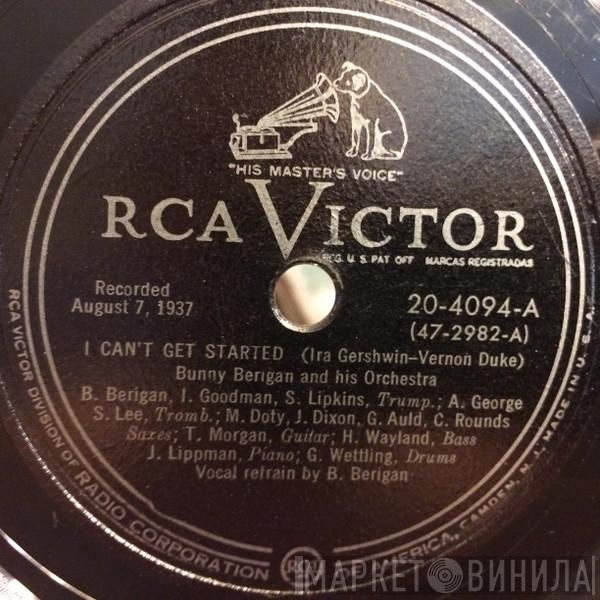 "HIS MASTER'S VOICE"
RCA VICTOR
REG. U. S. PAT. OFF. MARCAS REGISTRADAS
Recorded
August 7, 1937
20-4094-A
(47-2982-A)
I CAN'T GET STARTED (Ira Gershwin-Vernon Duke)
Bunny Berigan and his Orchestra
B. Berigan, I. Goodman, S. Lipkins, Trump.; A. George
S. Lee, Tromb.; M. Doty, J. Dixon, G. Auld, C. Rounds
Saxes; T. Morgan, Guitar; H. Wayland, Bass
J. Lippman, Piano; G. Wettling, Drums
Vocal refrain by B. Berigan
RCA VICTOR DIVISION OF RADIO CORPORATION OF AMERICA, CAMDEN, N. J. MADE IN U. S. A.
МАРКЕТ ВИНИЛА